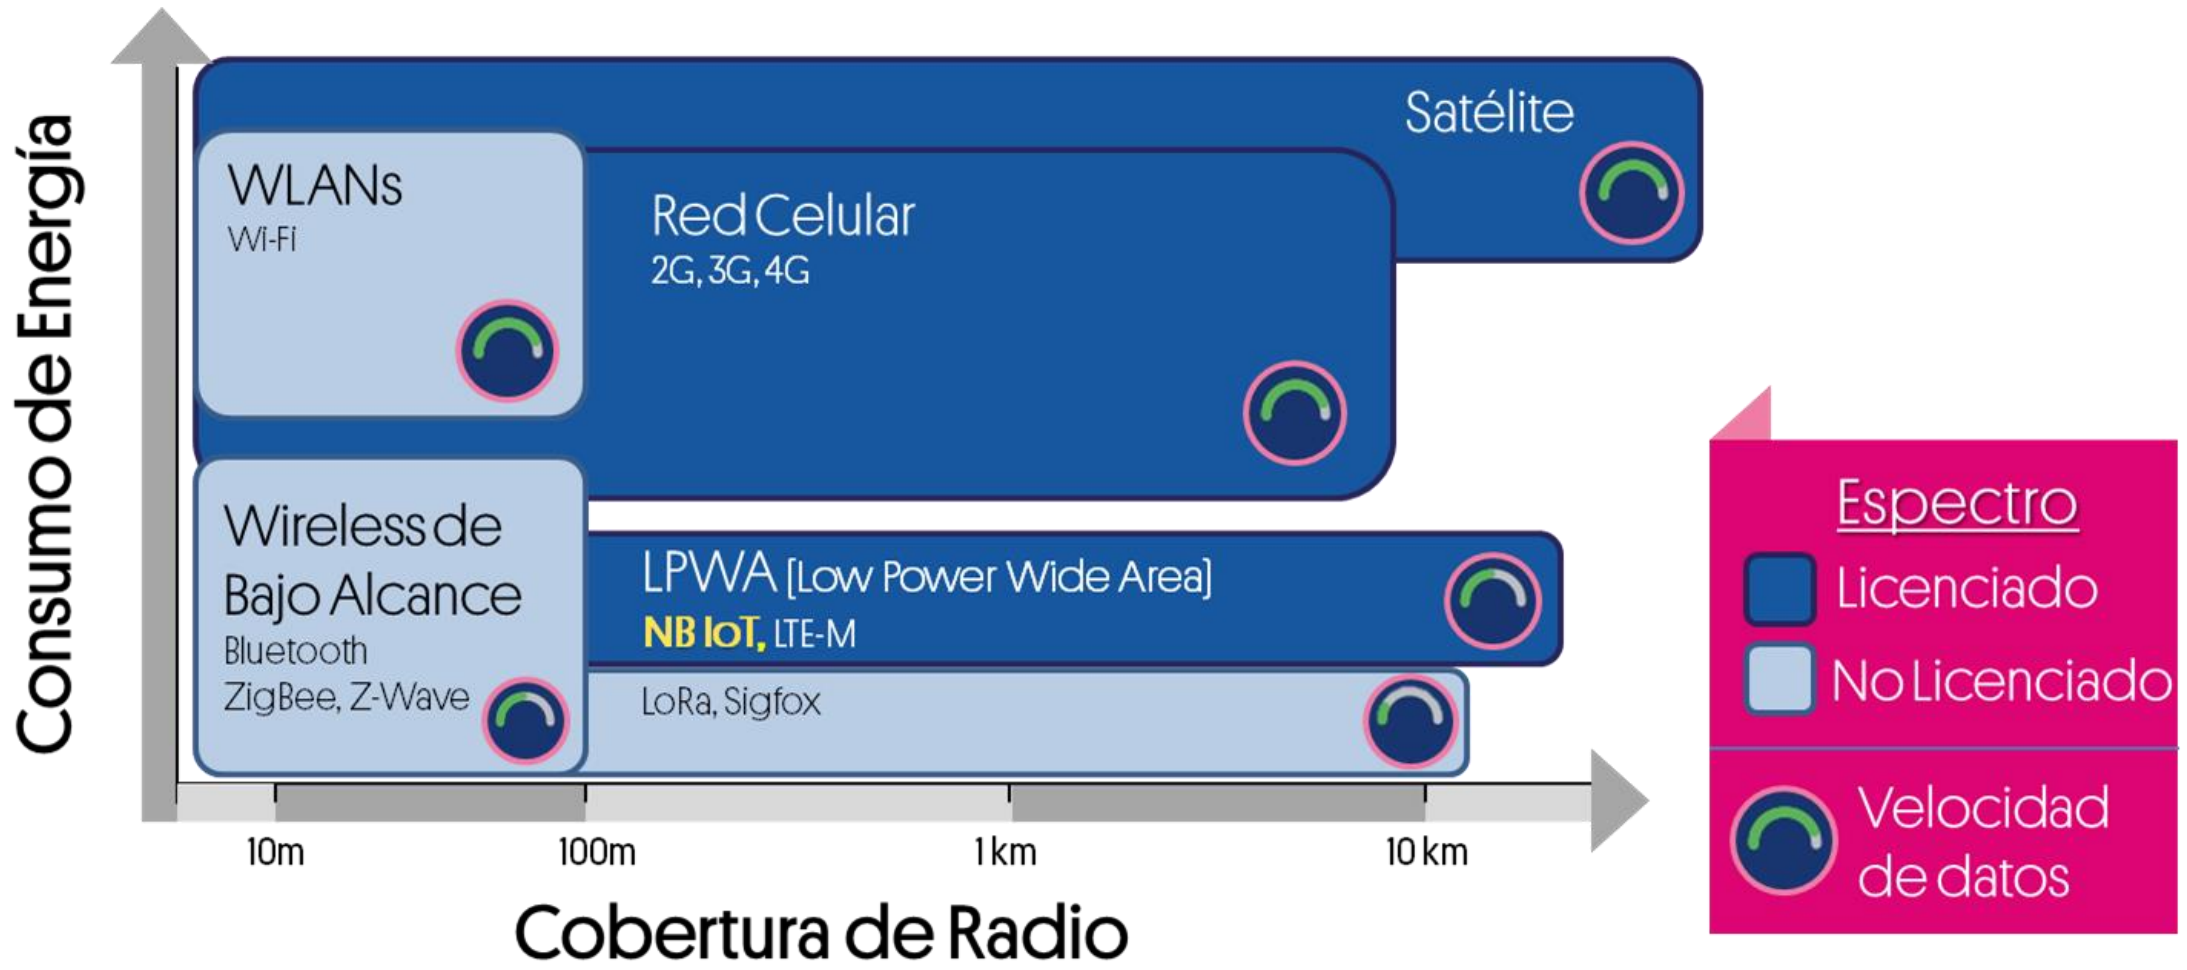 Consumo de Energía
Satélite
WLANs
Wi-Fi
Red Celular
2G, 3G, 4G
Wireless de
Bajo Alcance
Bluetooth
ZigBee, Z-Wave
LPWA [Low Power Wide Area]
NB IoT, LTE-M
LoRa, Sigfox
10m
100m
1 km
10 km
Cobertura de Radio
Espectro
Licenciado
No Licenciado
Velocidad
de datos